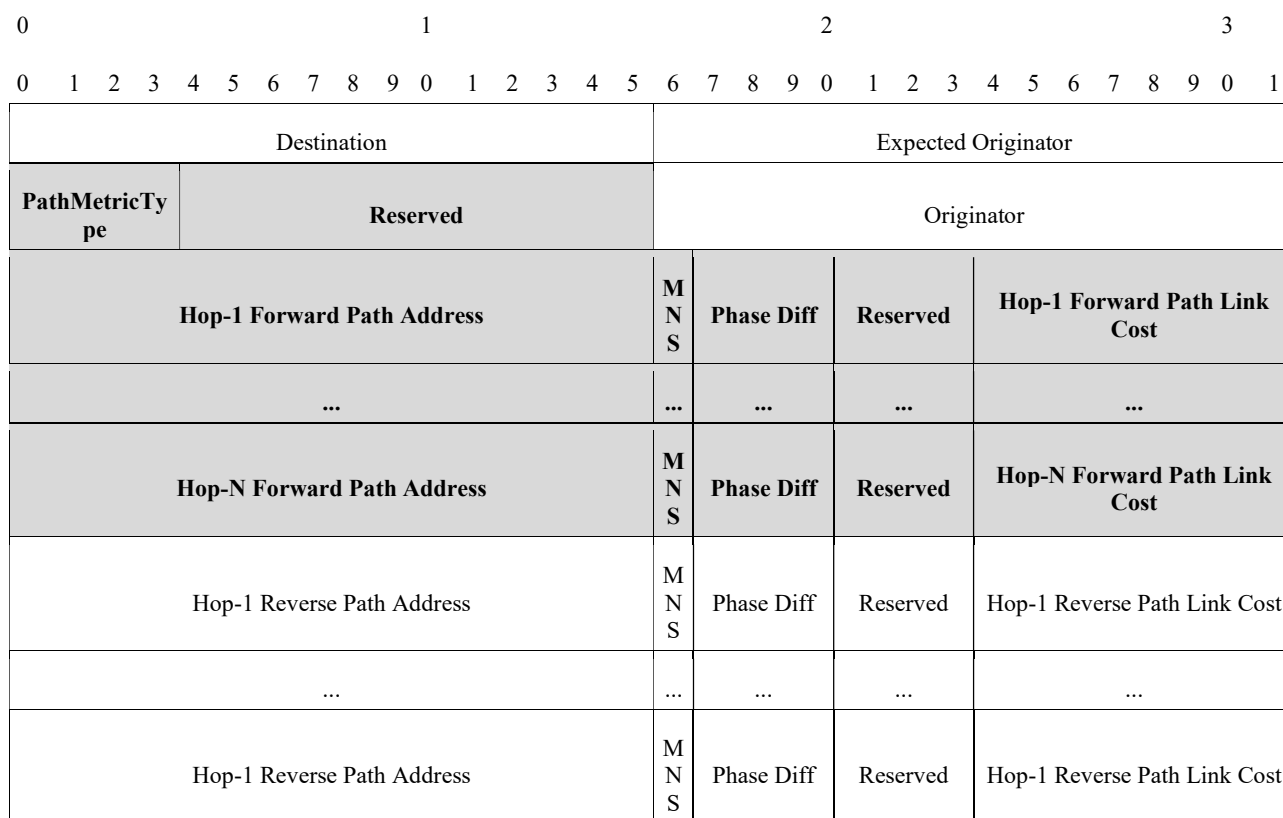 0 1 2 3
0 1 2 3 4 5 6 7 8 9 0 1 2 3 4 5 6 7 8 9 0 1 2 3 4 5 6 7 8 9 0 1
Destination Expected Originator
PathMetricTy
pe Reserved Originator
Hop-1 Forward Path Address M
N
S Phase Diff Reserved Hop-1 Forward Path Link
Cost
... ... ... ... ...
Hop-N Forward Path Address M
N
S Phase Diff Reserved Hop-N Forward Path Link
Cost
Hop-1 Reverse Path Address M
N
S Phase Diff Reserved Hop-1 Reverse Path Link Cost
... ... ... ... ...
Hop-1 Reverse Path Address M
N
S Phase Diff Reserved Hop-1 Reverse Path Link Cost